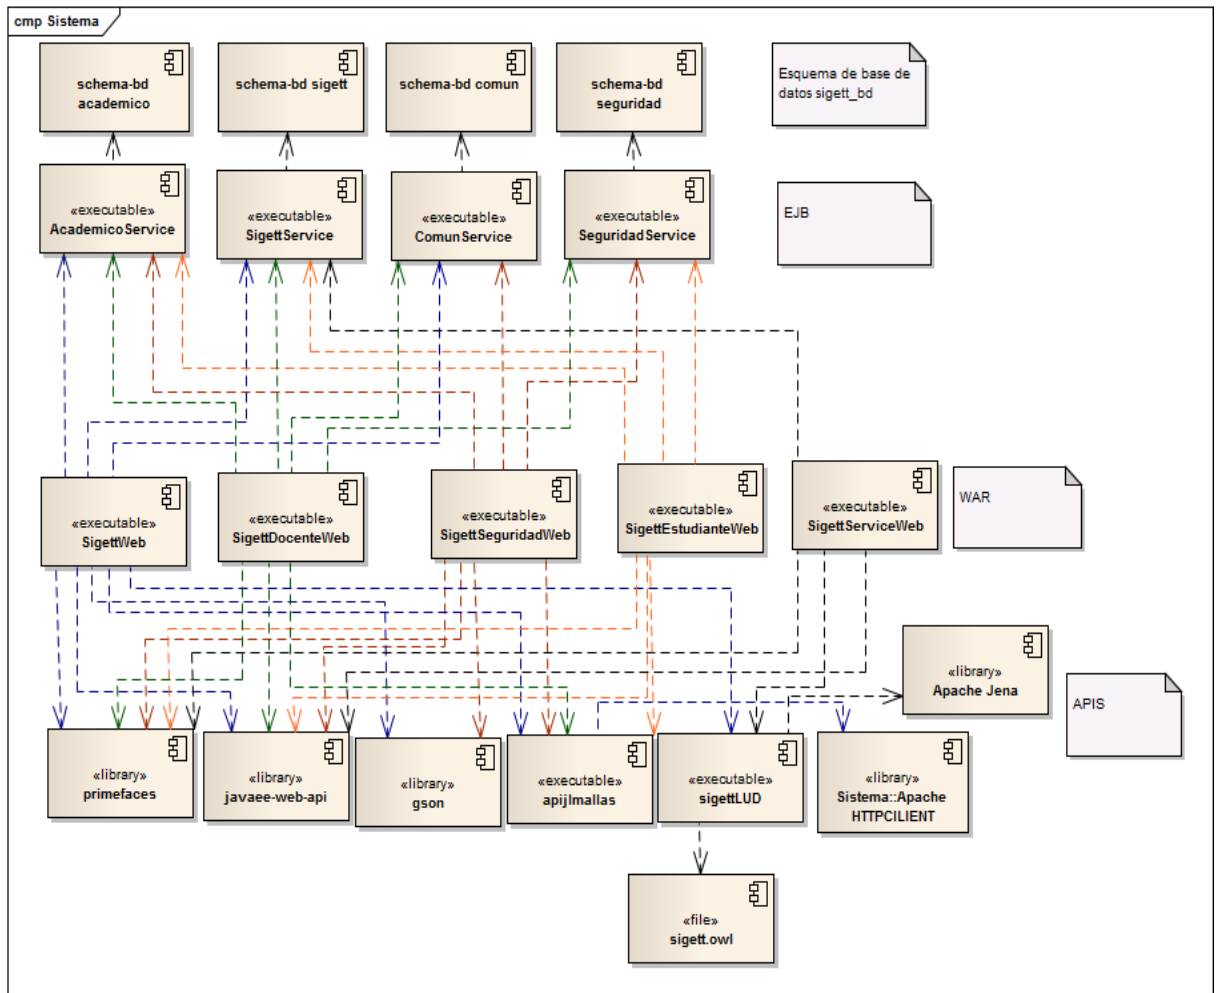 cmp Sistema
schema-bd
academico
schema-bd sigett
schema-bd comun
schema-bd
seguridad
Esquema de base de
datos sigett_bd
«executable»
AcademicoService
«executable»
SigettService
«executable»
ComunService
«executable»
SeguridadService
EJB
«executable»
SigettWeb
«executable»
SigettDocenteWeb
«executable»
SigettSeguridadWeb
«executable»
SigettEstudianteWeb
«executable»
SigettServiceWeb
WAR
«library»
Apache Jena
APIS
«library»
primefaces
«library»
javaee-web-api
«library»
gson
«executable»
apijlmallas
«executable»
sigettLUD
«library»
Sistema::Apache
HTTPCILIENT
«file»
sigett.owl